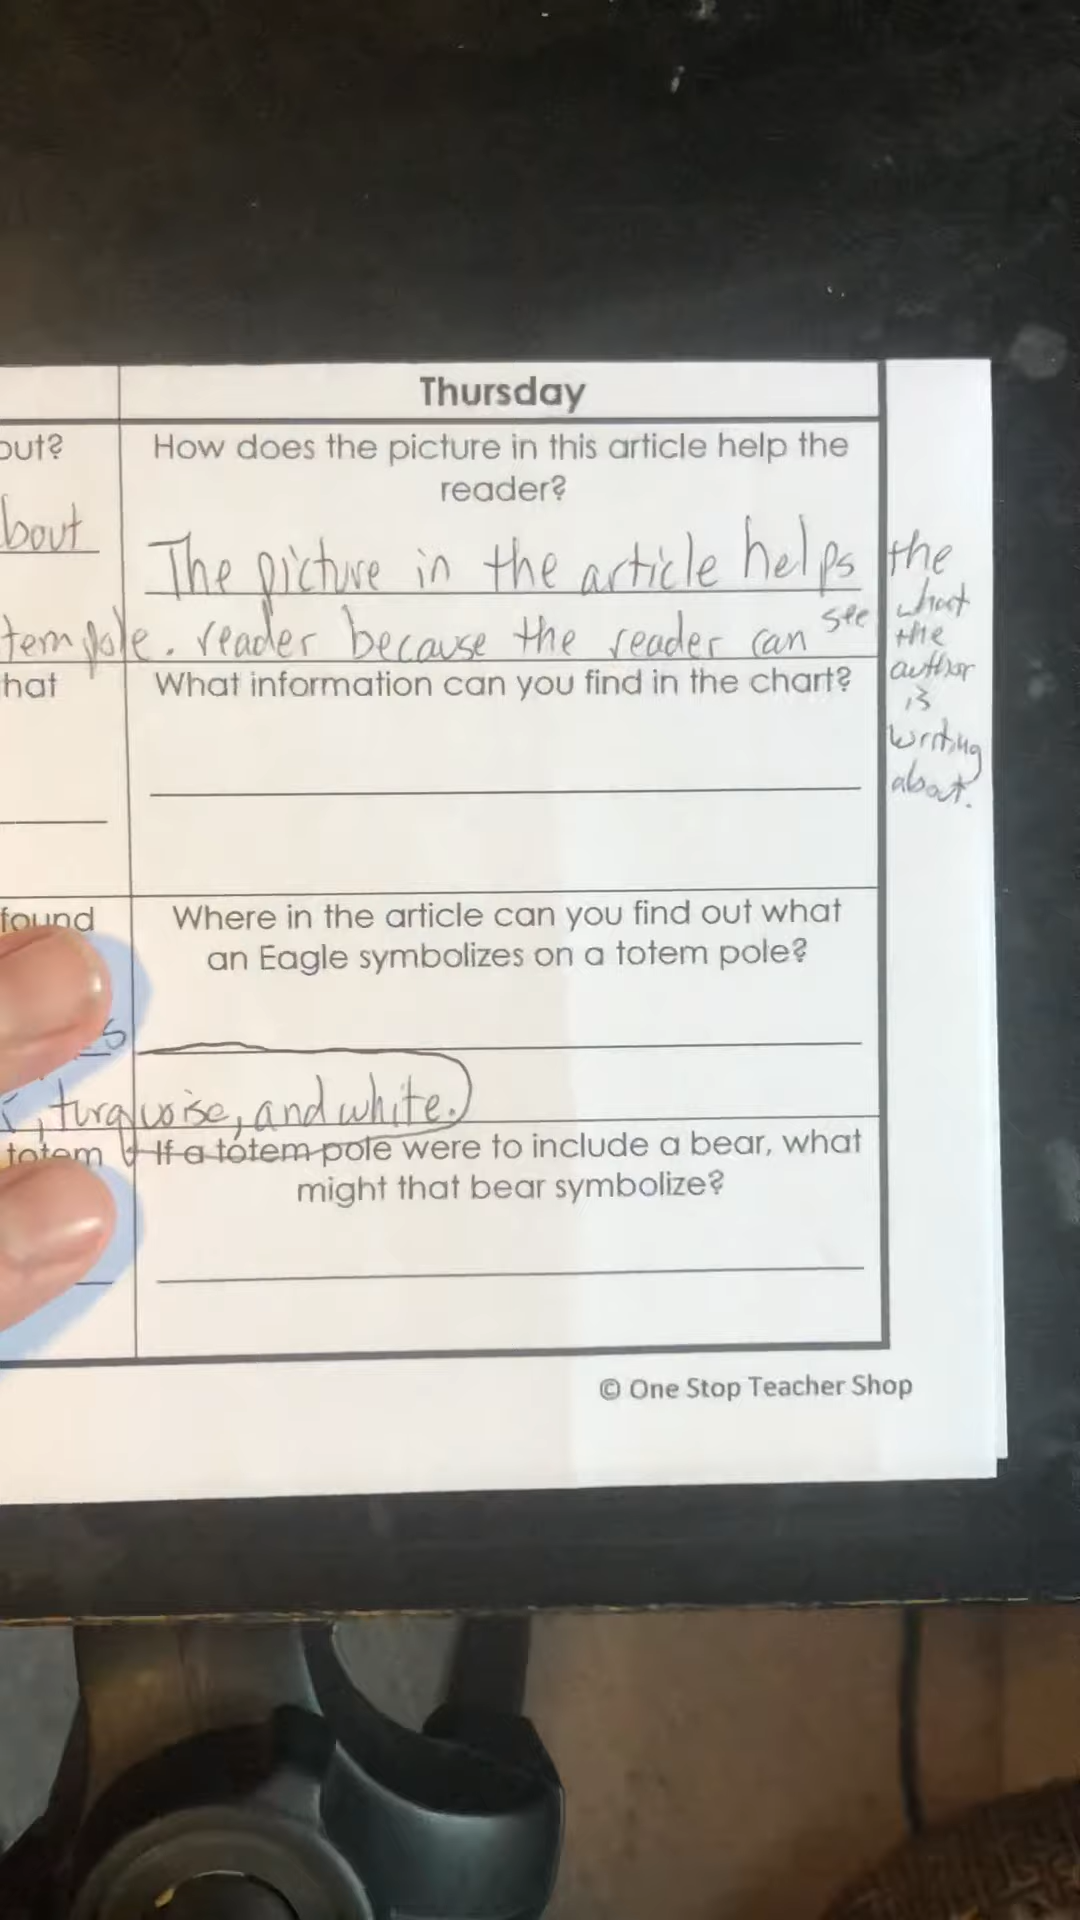 Thursday
out?
How does the picture in this article help the
reader?
bout
The picture in the article helps the
tem pole.
reader because the reader can see
what
the
author
is
writing
about.
hat
What information can you find in the chart?
found
Where in the article can you find out what
an Eagle symbolizes on a totem pole?
s
, turquoise, and white.
totem
If a totem pole were to include a bear, what
might that bear symbolize?
© One Stop Teacher Shop